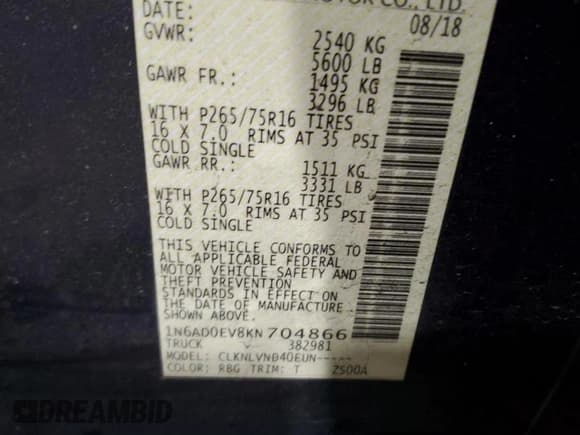 MOTOR CO., LTD.
DATE: 08/18
GVWR: 2540 KG
5600 LB
GAWR FR.: 1495 KG
3296 LB
WITH P265/75R16 TIRES
16 X 7.0 RIMS AT 35 PSI
COLD SINGLE
GAWR RR.: 1511 KG
3331 LB
WITH P265/75R16 TIRES
16 X 7.0 RIMS AT 35 PSI
COLD SINGLE
THIS VEHICLE CONFORMS TO
ALL APPLICABLE FEDERAL
MOTOR VEHICLE SAFETY AND
THEFT PREVENTION
STANDARDS IN EFFECT ON
THE DATE OF MANUFACTURE
SHOWN ABOVE.
1N6AD0EV8KN704866
TRUCK 382981
MODEL: CLKNLVNB40EUN-----
COLOR: RBG TRIM: T ZS00A
DREAMBID